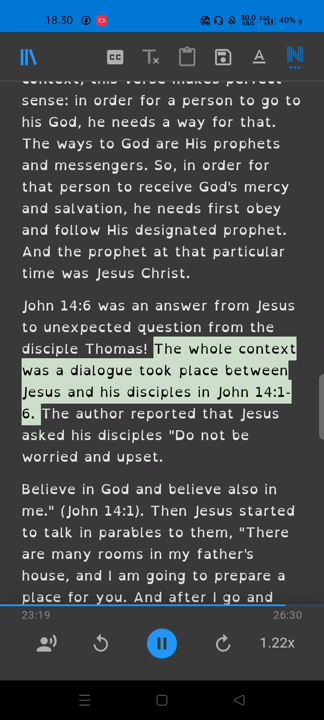 18.30
30.0
KB/s
40%
CC
A
N
context, this verse makes perfect
sense: in order for a person to go to
his God, he needs a way for that.
The ways to God are His prophets
and messengers. So, in order for
that person to receive God's mercy
and salvation, he needs first obey
and follow His designated prophet.
And the prophet at that particular
time was Jesus Christ.
John 14:6 was an answer from Jesus
to unexpected question from the
disciple Thomas! The whole context
was a dialogue took place between
Jesus and his disciples in John 14:1-
6. The author reported that Jesus
asked his disciples "Do not be
worried and upset.
Believe in God and believe also in
me." (John 14:1). Then Jesus started
to talk in parables to them, "There
are many rooms in my father's
house, and I am going to prepare a
place for you. And after I go and
23:19
26:30
1.22x